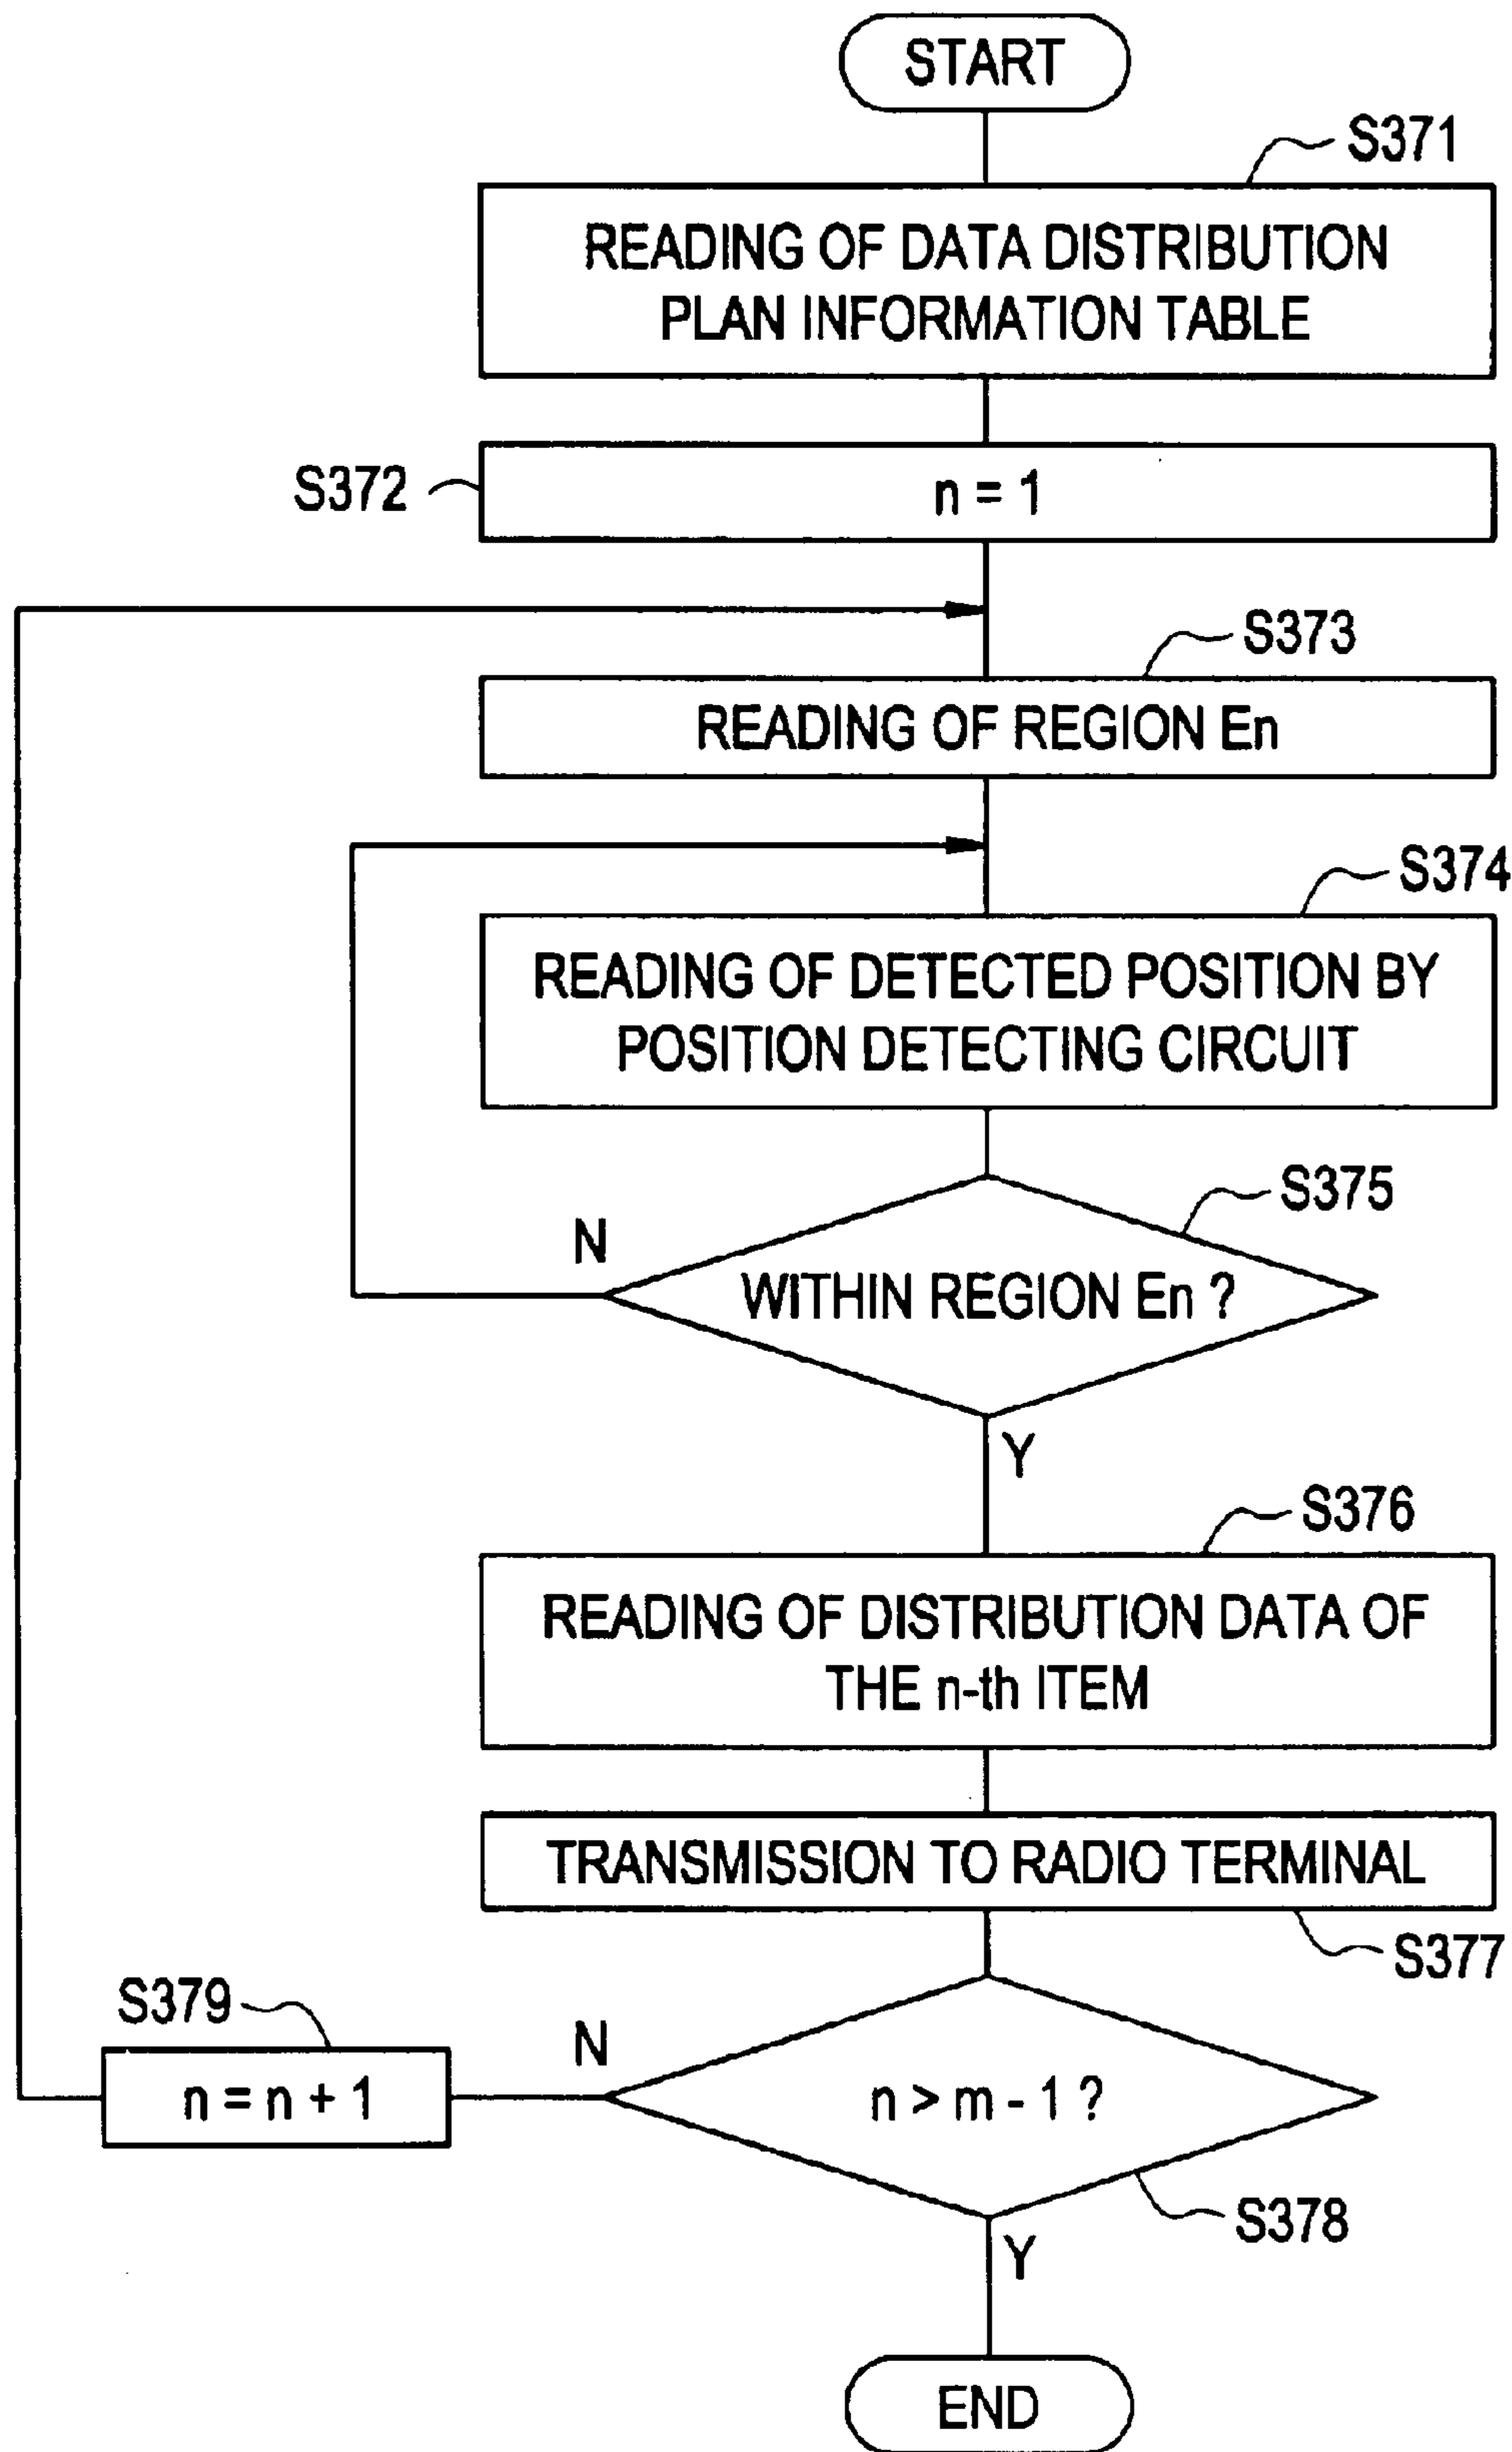 START
S371
READING OF DATA DISTRIBUTION
PLAN INFORMATION TABLE
S372
n = 1
S373
READING OF REGION En
S374
READING OF DETECTED POSITION BY
POSITION DETECTING CIRCUIT
S375
N
WITHIN REGION En ?
Y
S376
READING OF DISTRIBUTION DATA OF
THE n-th ITEM
TRANSMISSION TO RADIO TERMINAL
S377
S379
N
n = n + 1
n > m - 1 ?
S378
Y
END